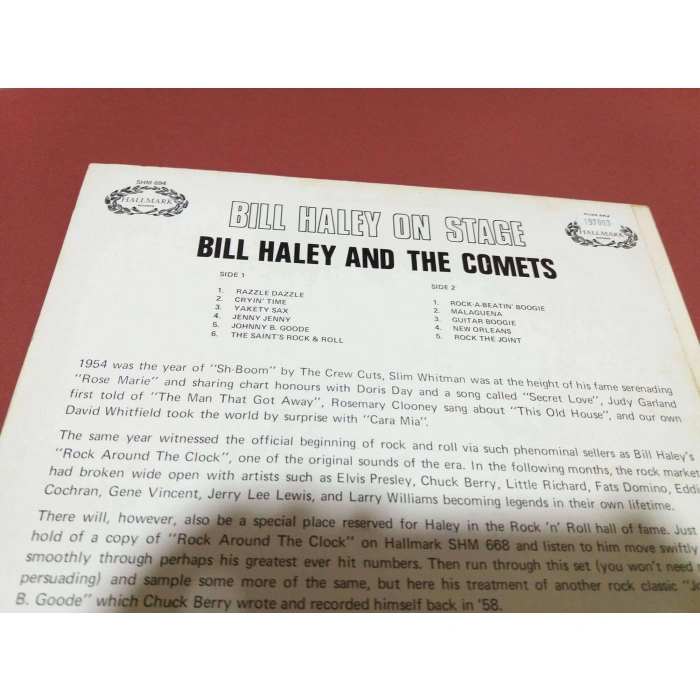 SHM 694
HALLMARK
197003
HALLMARK
BILL HALEY ON STAGE
BILL HALEY AND THE COMETS
SIDE 1
1. RAZZLE DAZZLE
2. CRYIN' TIME
3. YAKETY SAX
4. JENNY JENNY
5. JOHNNY B. GOODE
6. THE SAINT'S ROCK & ROLL
SIDE 2
1. ROCK-A-BEATIN' BOOGIE
2. MALAGUENA
3. GUITAR BOOGIE
4. NEW ORLEANS
5. ROCK THE JOINT
1954 was the year of "Sh-Boom" by The Crew Cuts, Slim Whitman was at the height of his fame serenading
"Rose Marie" and sharing chart honours with Doris Day and a song called "Secret Love", Judy Garland
first told of "The Man That Got Away", Rosemary Clooney sang about "This Old House", and our own
David Whitfield took the world by surprise with "Cara Mia".
The same year witnessed the official beginning of rock and roll via such phenomenal sellers as Bill Haley's
"Rock Around The Clock", one of the original sounds of the era. In the following months, the rock market
had broken wide open with artists such as Elvis Presley, Chuck Berry, Little Richard, Fats Domino, Eddi
Cochran, Gene Vincent, Jerry Lee Lewis, and Larry Williams becoming legends in their own lifetime.
There will, however, also be a special place reserved for Haley in the Rock 'n' Roll hall of fame. Just
hold of a copy of "Rock Around The Clock" on Hallmark SHM 668 and listen to him move swiftly
smoothly through perhaps his greatest ever hit numbers. Then run through this set (you won't need
persuading) and sample some more of the same, but here his treatment of another rock classic "Jo
B. Goode" which Chuck Berry wrote and recorded himself back in '58.